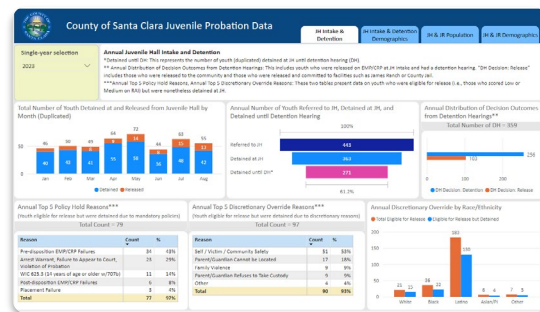 County of Santa Clara Juvenile Probation Data
JH Intake & Detention
JH Intake & Detention Demographics
JH & JR Population
JH & JR Demographics
Single-year selection
2023
Annual Juvenile Hall Intake and Detention
*Detained until DH: This represents the number of youth (duplicated) detained at JH until detention hearing (DH).
** Annual Distribution of Decision Outcomes from Detention Hearings: This includes youth who were released on EMP/CRP at JH Intake and had a detention hearing. "DH Decision: Release"
includes those who were released to the community and those who were released and committed to facilities such as James Ranch or County Jail.
***Annual Top 5 Policy Hold Reasons, Annual Top 5 Discretionary Override Reasons: These two tables present data on youth who were eligible for release (i.e., those who scored Low or
Medium on RAI) but were nonetheless detained at JH.
Total Number of Youth Detained at and Released from Juvenile Hall by
Month (Duplicated)
Jan Feb Mar Apr May Jun Jul Aug
Detained Released
Annual Number of Youth Referred to JH, Detained at JH, and
Detained until Detention Hearing
100%
Referred to JH 442
Detained at JH 363
Detained until DH* 271
61.3%
Annual Distribution of Decision Outcomes
from Detention Hearings**
Total Number of DH = 359
256
103
0 100 200
DH Decision: Detention DH Decision: Release
Annual Top 5 Policy Hold Reasons***
(Youth eligible for release but were detained due to mandatory policies)
Total Count = 79
Reason Count %
Pre-disposition EMP/CRP Failures 34 43%
Arrest Warrant, Failure to Appear to Court, 23 29%
Violation of Probation
WIC 625.3 (14 years of age or older w/707b) 11 14%
Post-disposition EMP/CRP Failures 6 8%
Placement Failure 3 4%
Total 77 97%
Annual Top 5 Discretionary Override Reasons***
(Youth eligible for release but were detained due to discretionary reasons)
Total Count = 97
Reason Count %
Self / Victim / Community Safety 51 53%
Parent/Guardian Cannot be Located 17 18%
Family Violence 9 9%
Parent/Guardian Refuses to Take Custody 9 9%
Other 4 4%
Total 90 93%
Annual Discretionary Override by Race/Ethnicity
Total Eligible for Release Eligible for Release but Detained
White Black Latino Asian/PI Other